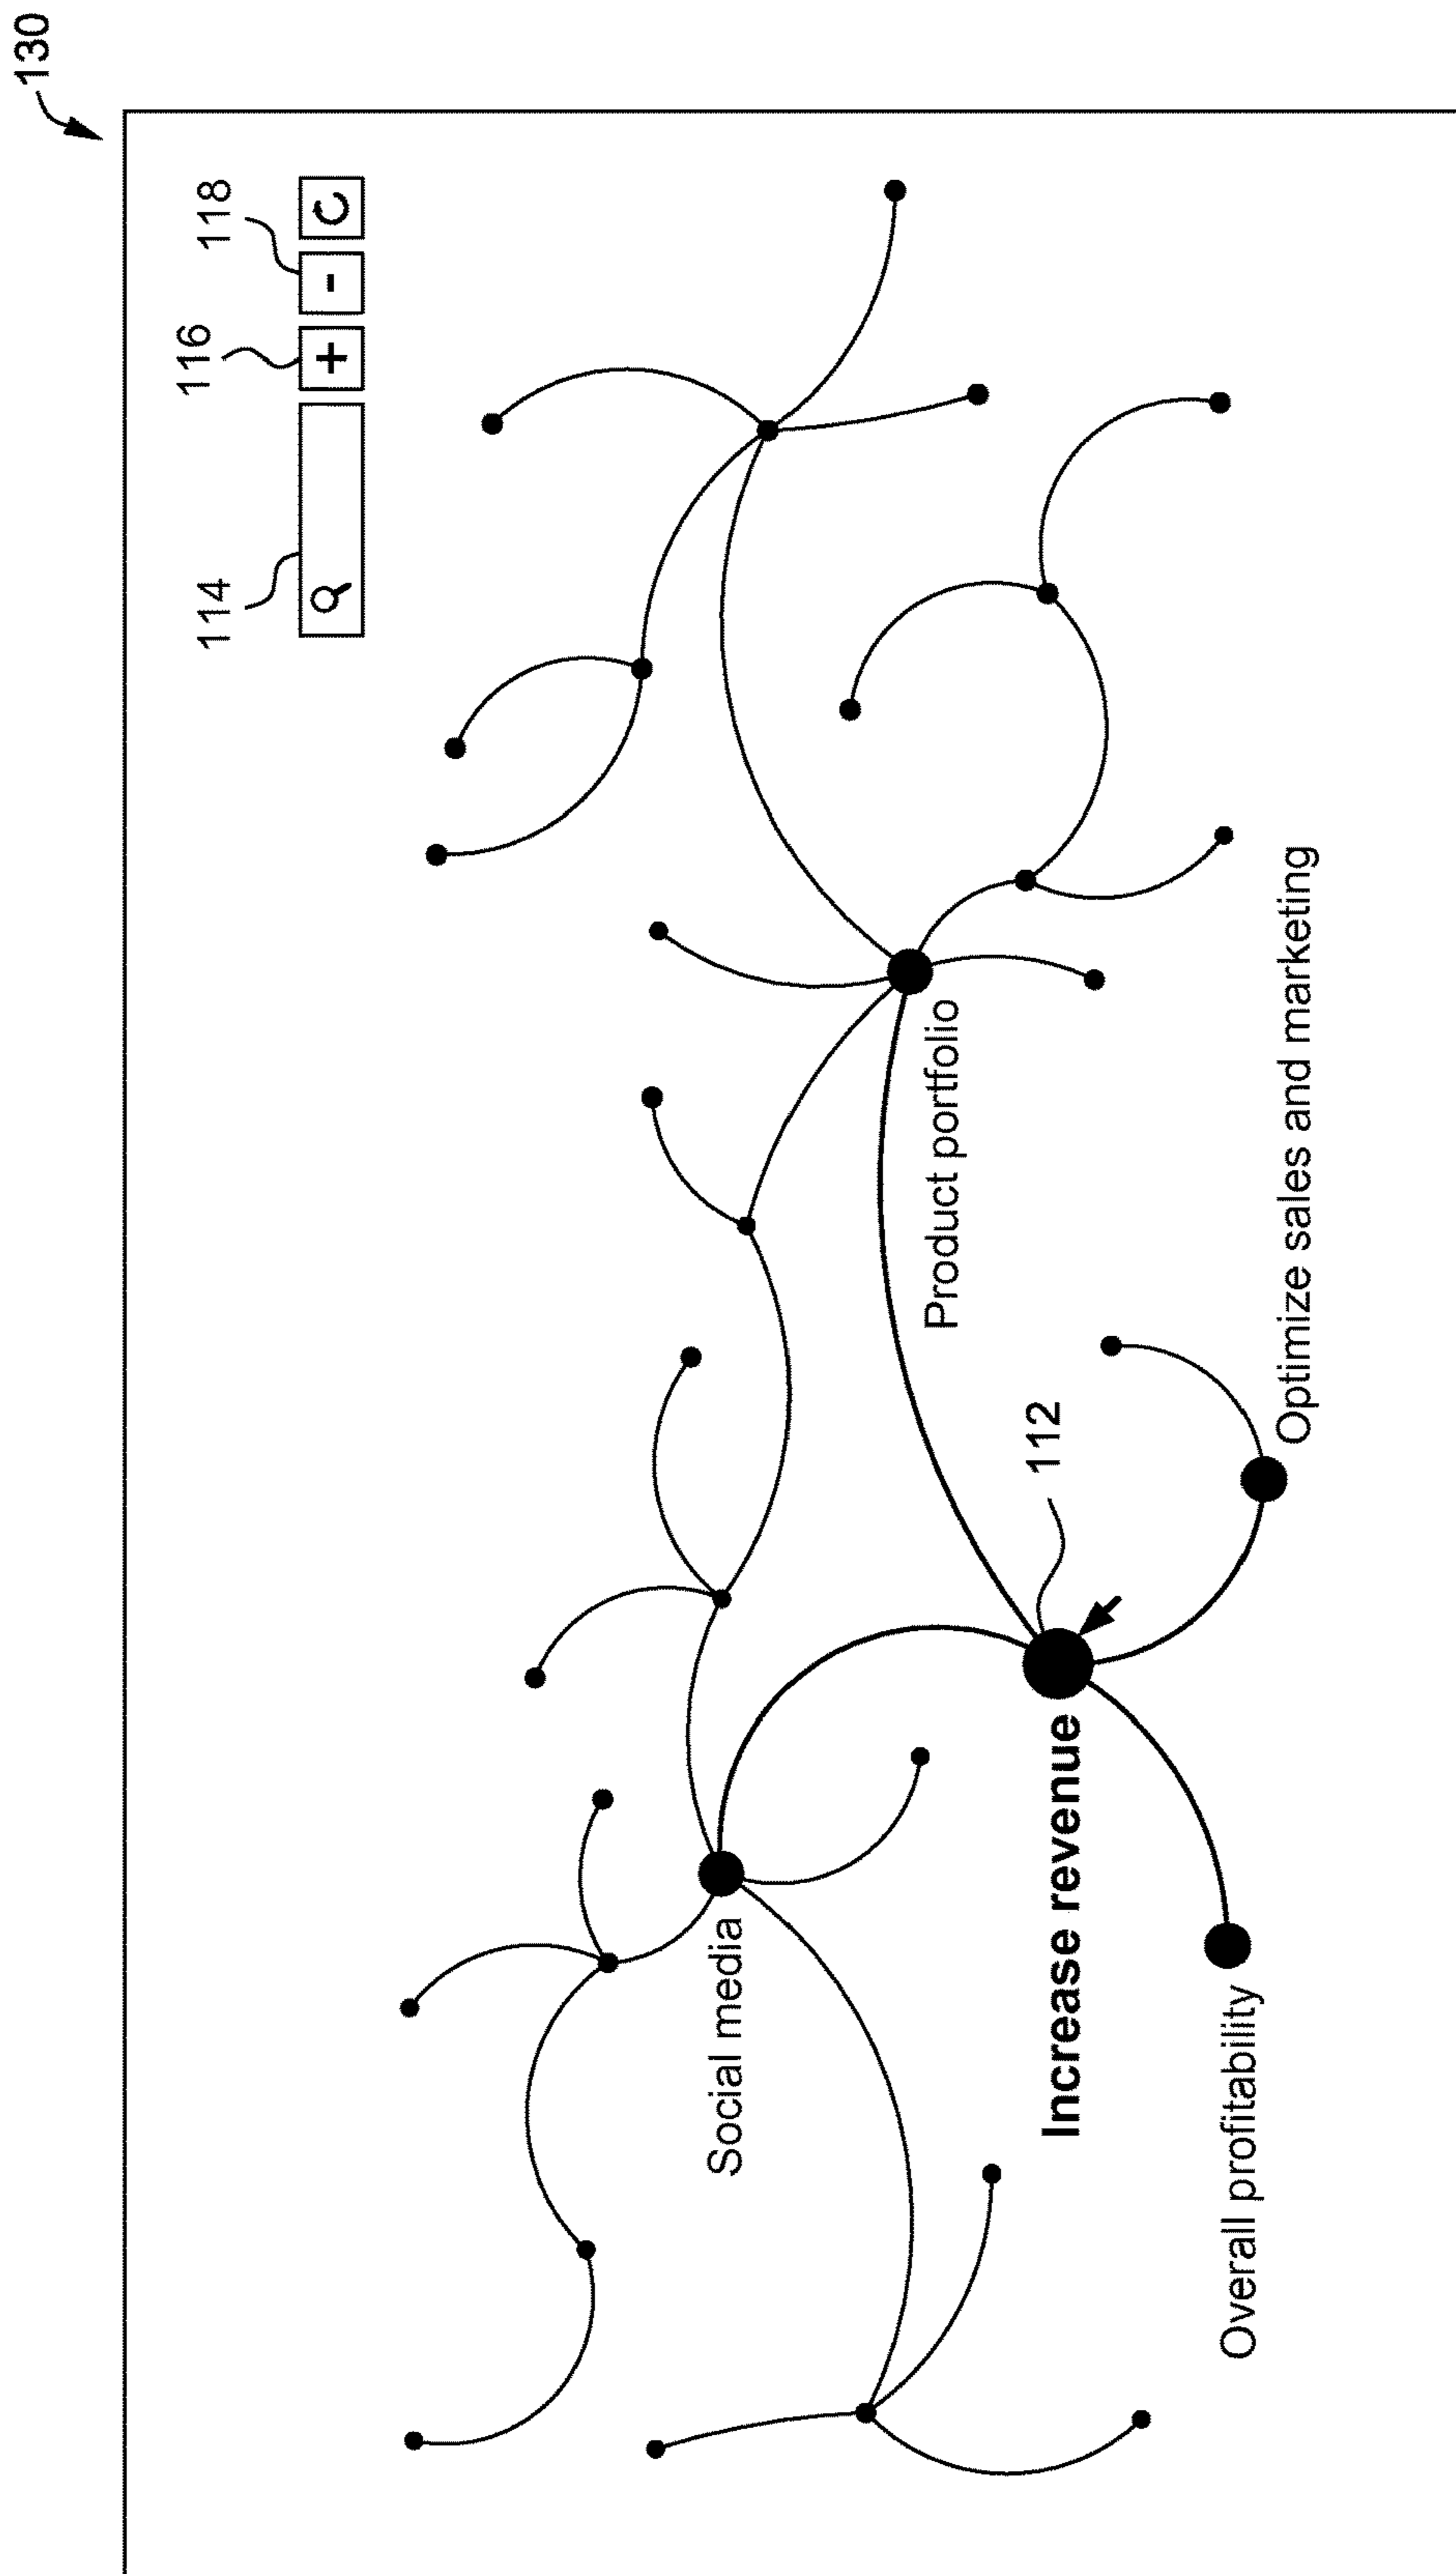 130
114
116
118
+
-
Social media
Product portfolio
112
Increase revenue
Optimize sales and marketing
Overall profitability